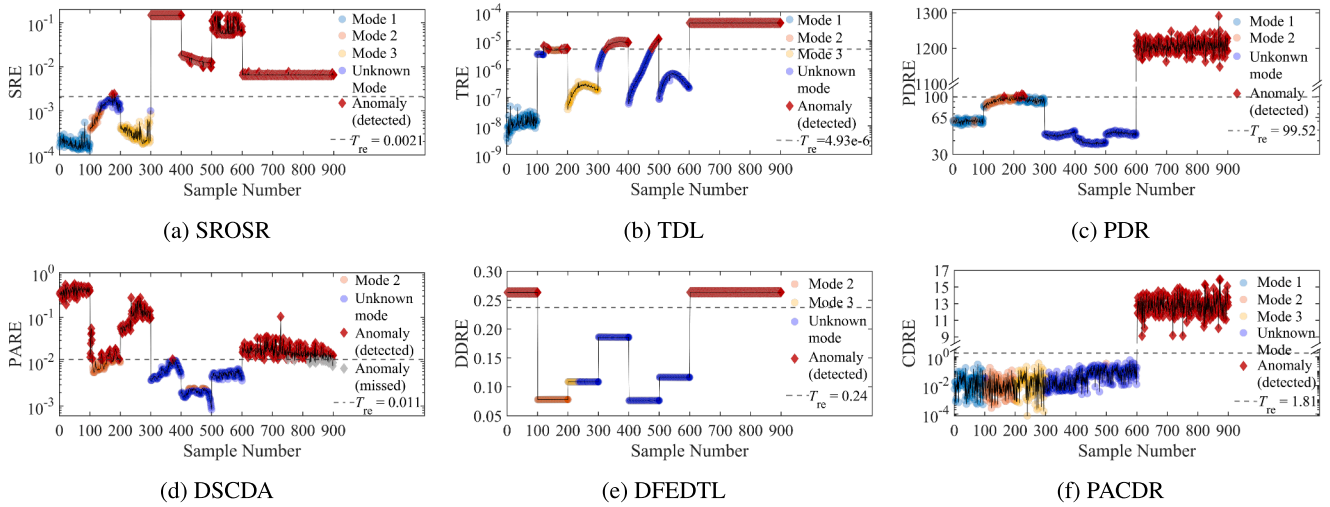 SRE
10⁻¹
10⁻²
10⁻³
10⁻⁴
0 100 200 300 400 500 600 700 800 900
Sample Number
Mode 1
Mode 2
Mode 3
Unknown
Mode
Anomaly
(detected)
T_re= 0.0021
(a) SROSR
TRE
10⁻⁴
10⁻⁵
10⁻⁶
10⁻⁷
10⁻⁸
10⁻⁹
0 100 200 300 400 500 600 700 800 900
Sample Number
Mode 1
Mode 2
Mode 3
Unknown
mode
Anomaly
(detected)
T_re=4.93e-6
(b) TDL
PDRE
1300
1200
1100
100
65
30
0 100 200 300 400 500 600 700 800 900
Sample Number
Mode 1
Mode 2
Unknown
mode
Anomaly
(detected)
T_re= 99.52
(c) PDR
PARE
10⁰
10⁻¹
10⁻²
10⁻³
0 100 200 300 400 500 600 700 800 900
Sample Number
Mode 2
Unknown
mode
Anomaly
(detected)
Anomaly
(missed)
T_re= 0.011
(d) DSCDA
DDRE
0.30
0.25
0.20
0.15
0.10
0.05
0 100 200 300 400 500 600 700 800 900
Sample Number
Mode 2
Mode 3
Unknown
mode
Anomaly
(detected)
T_re= 0.24
(e) DFEDTL
CDRE
17
15
13
11
9
10⁰
10⁻²
10⁻⁴
0 100 200 300 400 500 600 700 800 900
Sample Number
Mode 1
Mode 2
Mode 3
Unknown
Mode
Anomaly
(detected)
T_re= 1.81
(f) PACDR